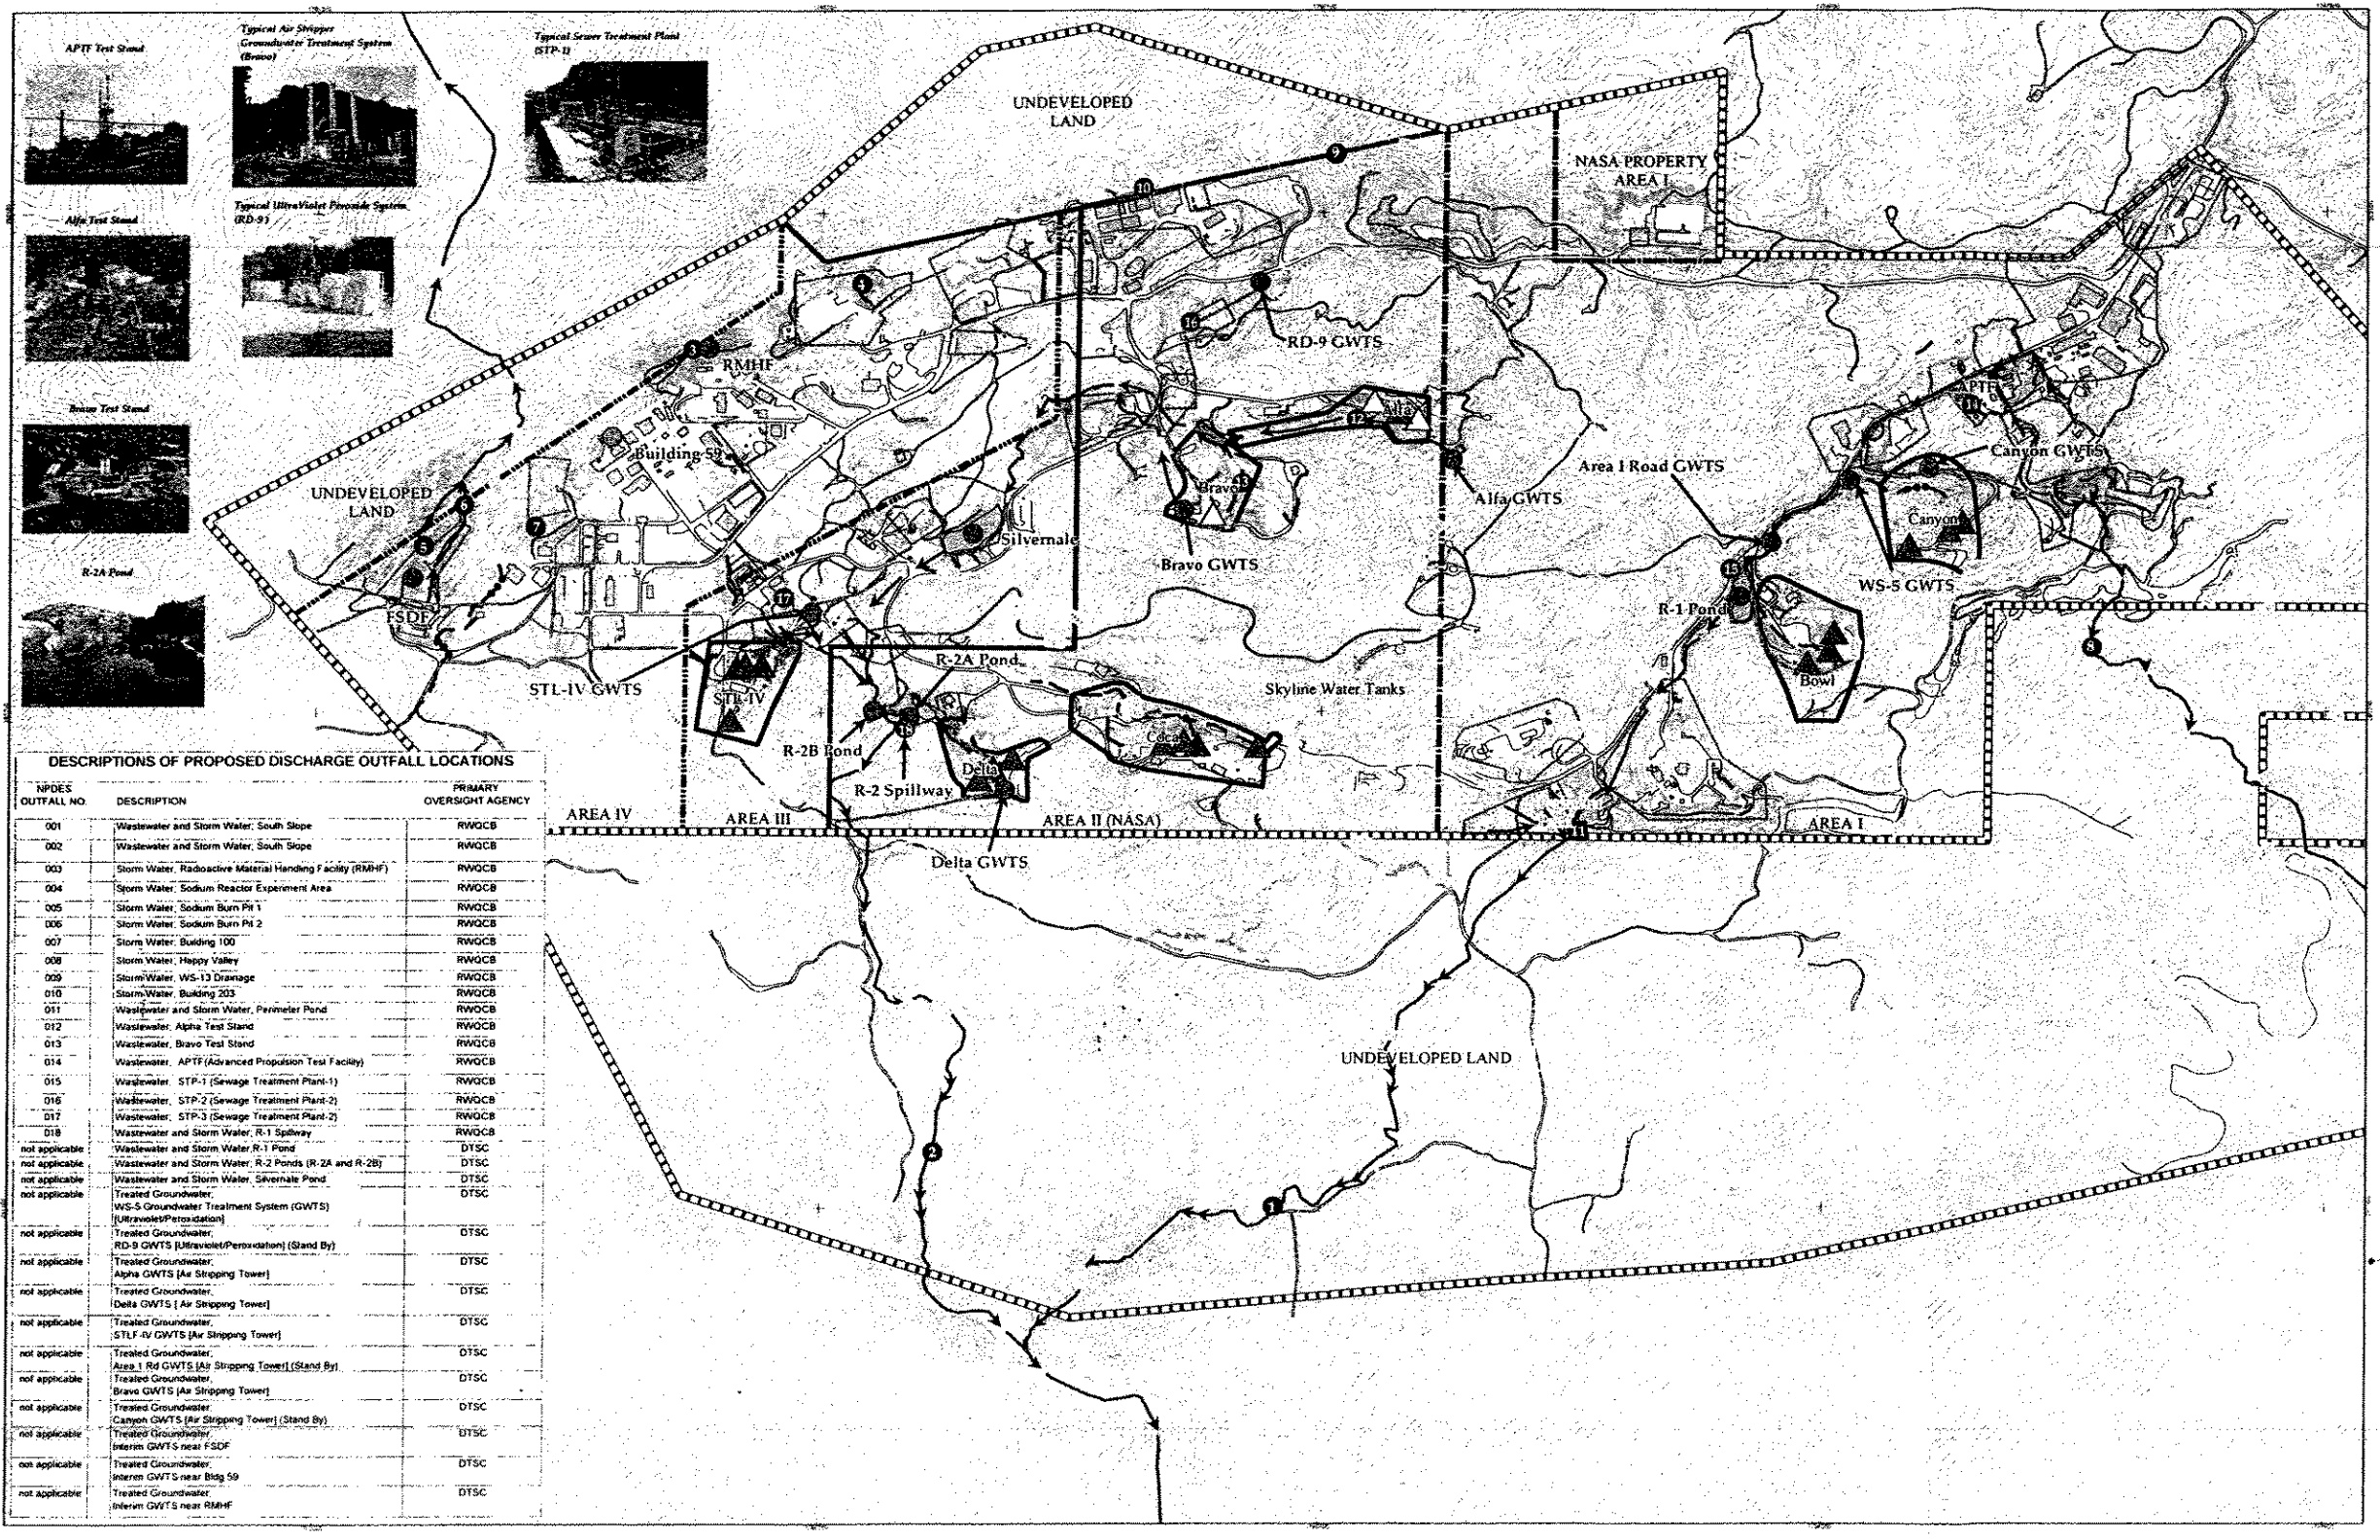 APTF Test Stand
Typical Air Stripper
Groundwater Treatment System
(Bravo)
Typical Sewer Treatment Plant
(STP-1)
Alfa Test Stand
Typical UltraViolet Peroxide System
(RD-9)
Bravo Test Stand
R-2A Pond
UNDEVELOPED
LAND
9
10
NASA PROPERTY
AREA I
4
3
RMHF
16
RD-9 GWTS
APTF
Alfa
12
Building 59
Canyon GWTS
Area I Road GWTS
UNDEVELOPED
LAND
6
Alfa GWTS
Bravo
13
7
Canyon
5
Silvernale
Bravo GWTS
15
WS-5 GWTS
17
R-1 Pond
FSDF
8
R-2A Pond
STL-IV GWTS
STL-IV
Skyline Water Tanks
Bowl
R-2B Pond
Coca
Delta
R-2 Spillway
AREA IV
AREA III
AREA II (NASA)
11
AREA I
Delta GWTS
UNDEVELOPED LAND
2
1
DESCRIPTIONS OF PROPOSED DISCHARGE OUTFALL LOCATIONS
NPDES OUTFALL NO. DESCRIPTION PRIMARY OVERSIGHT AGENCY
001 Wastewater and Storm Water, South Slope RWQCB
002 Wastewater and Storm Water, South Slope RWQCB
003 Storm Water, Radioactive Material Handling Facility (RMHF) RWQCB
004 Storm Water, Sodium Reactor Experiment Area RWQCB
005 Storm Water, Sodium Burn Pit 1 RWQCB
006 Storm Water, Sodium Burn Pit 2 RWQCB
007 Storm Water, Building 100 RWQCB
008 Storm Water, Happy Valley RWQCB
009 Storm Water, WS-13 Drainage RWQCB
010 Storm Water, Building 203 RWQCB
011 Wastewater and Storm Water, Perimeter Pond RWQCB
012 Wastewater, Alpha Test Stand RWQCB
013 Wastewater, Bravo Test Stand RWQCB
014 Wastewater, APTF (Advanced Propulsion Test Facility) RWQCB
015 Wastewater, STP-1 (Sewage Treatment Plant-1) RWQCB
016 Wastewater, STP-2 (Sewage Treatment Plant-2) RWQCB
017 Wastewater, STP-3 (Sewage Treatment Plant-2) RWQCB
018 Wastewater and Storm Water, R-1 Spillway RWQCB
not applicable Wastewater and Storm Water, R-1 Pond DTSC
not applicable Wastewater and Storm Water, R-2 Ponds (R-2A and R-2B) DTSC
not applicable Wastewater and Storm Water, Silvernale Pond DTSC
not applicable Treated Groundwater, DTSC
WS-5 Groundwater Treatment System (GWTS)
[Ultraviolet/Peroxidation]
not applicable Treated Groundwater, DTSC
RD-9 GWTS [Ultraviolet/Peroxidation] (Stand By)
not applicable Treated Groundwater, DTSC
Alpha GWTS [Air Stripping Tower]
not applicable Treated Groundwater, DTSC
Delta GWTS [ Air Stripping Tower]
not applicable Treated Groundwater, DTSC
STLF-IV GWTS [Air Stripping Tower]
not applicable Treated Groundwater, DTSC
Area 1 Rd GWTS [Air Stripping Tower] (Stand By)
not applicable Treated Groundwater, DTSC
Bravo GWTS [Air Stripping Tower]
not applicable Treated Groundwater, DTSC
Canyon GWTS [Air Stripping Tower] (Stand By)
not applicable Treated Groundwater, DTSC
Interim GWTS near FSDF
not applicable Treated Groundwater, DTSC
Interim GWTS near Bldg 59
not applicable Treated Groundwater, DTSC
Interim GWTS near RMHF